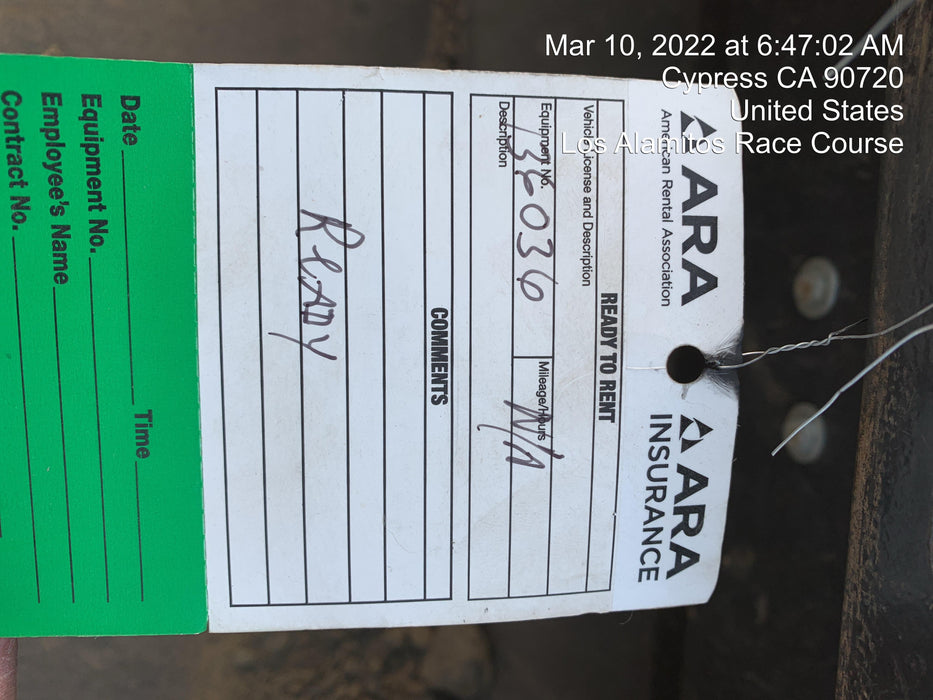 Mar 10, 2022 at 6:47:02 AM
Cypress CA 90720
United States
Los Alamitos Race Course
ARA
American Rental Association
ARA
INSURANCE
READY TO RENT
Vehicle License and Description
Equipment No. 136036 Mileage/Hours N/A
Description
COMMENTS
READY
Date Time
Equipment No.
Employee's Name
Contract No.